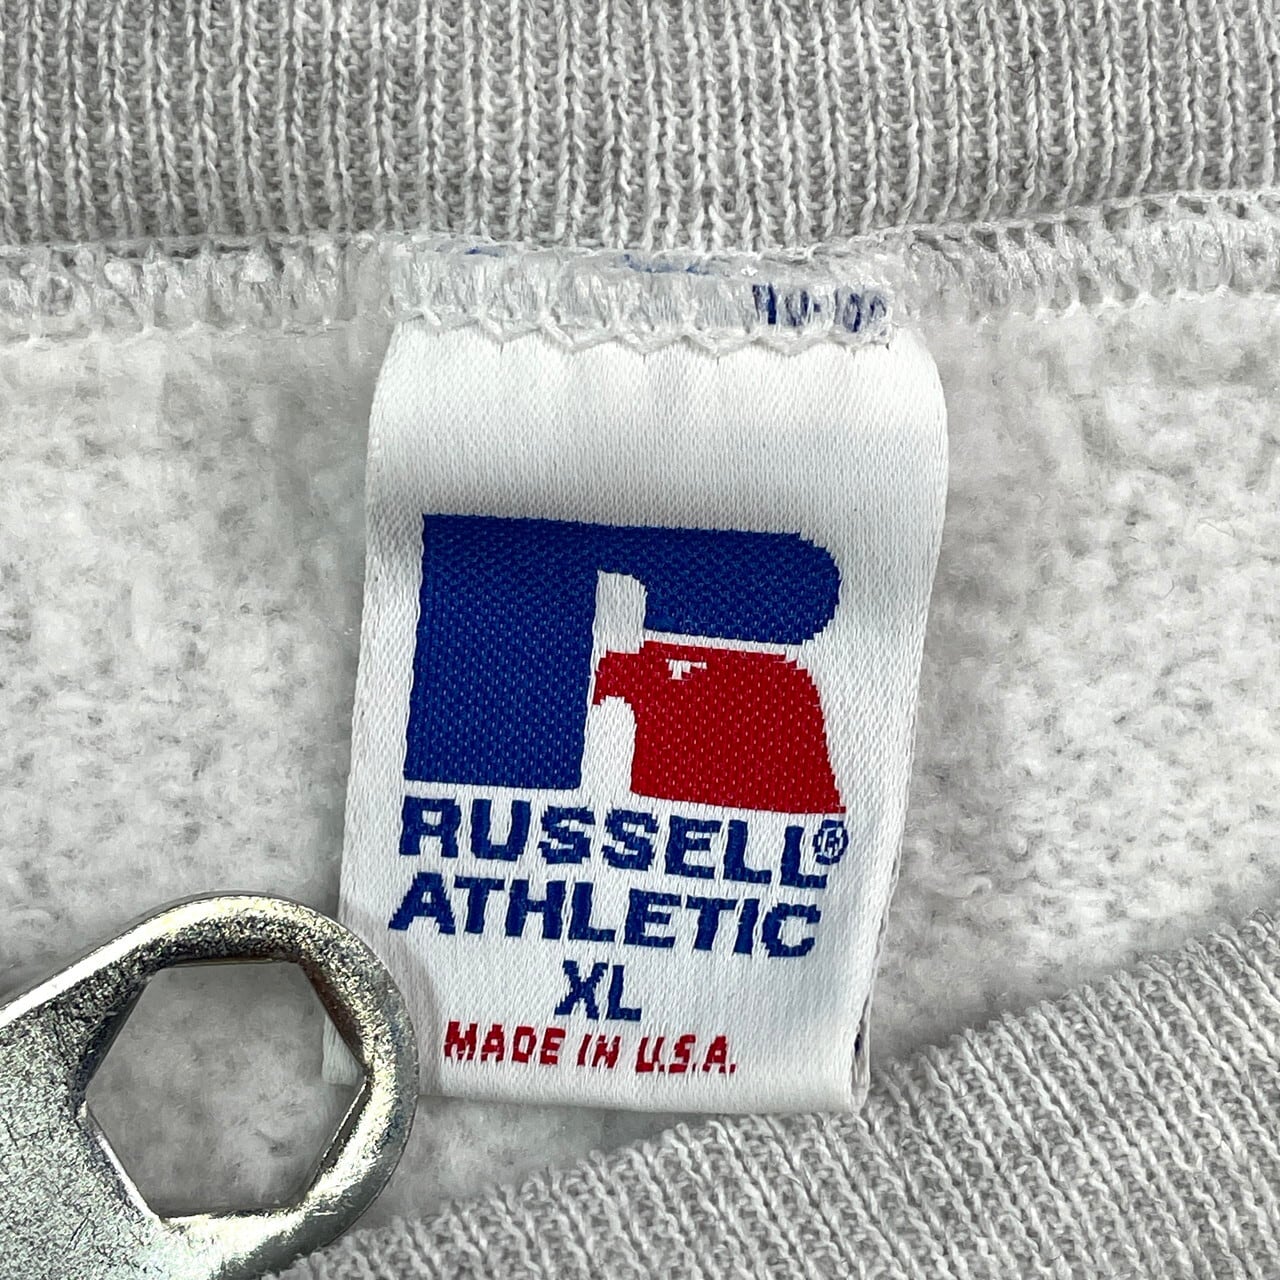 RUSSELL®
ATHLETIC
XL
MADE IN U.S.A.